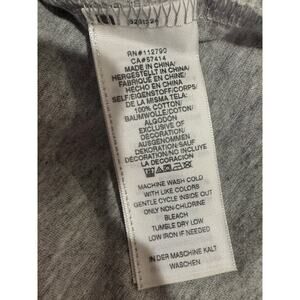 RN#112790
CA#57414
MADE IN CHINA/
HERGESTELLT IN CHINA/
FABRIQUE EN CHINE/
HECHO EN CHINA
SELF/EIGENSTOFF/CORPS/
DE LA MISMA TELA:
100% COTTON/
BAUMWOLLE/COTON/
ALGODÓN
EXCLUSIVE OF
DECORATION/
AUSGENOMMEN
DEKORATION/SAUF
DÉCORATION/NO INCLUYE
LA DECORACIÓN
MACHINE WASH COLD
WITH LIKE COLORS
GENTLE CYCLE INSIDE OUT
ONLY NON-CHLORINE
BLEACH
TUMBLE DRY LOW
LOW IRON IF NEEDED
IN DER MASCHINE KALT
WASCHEN